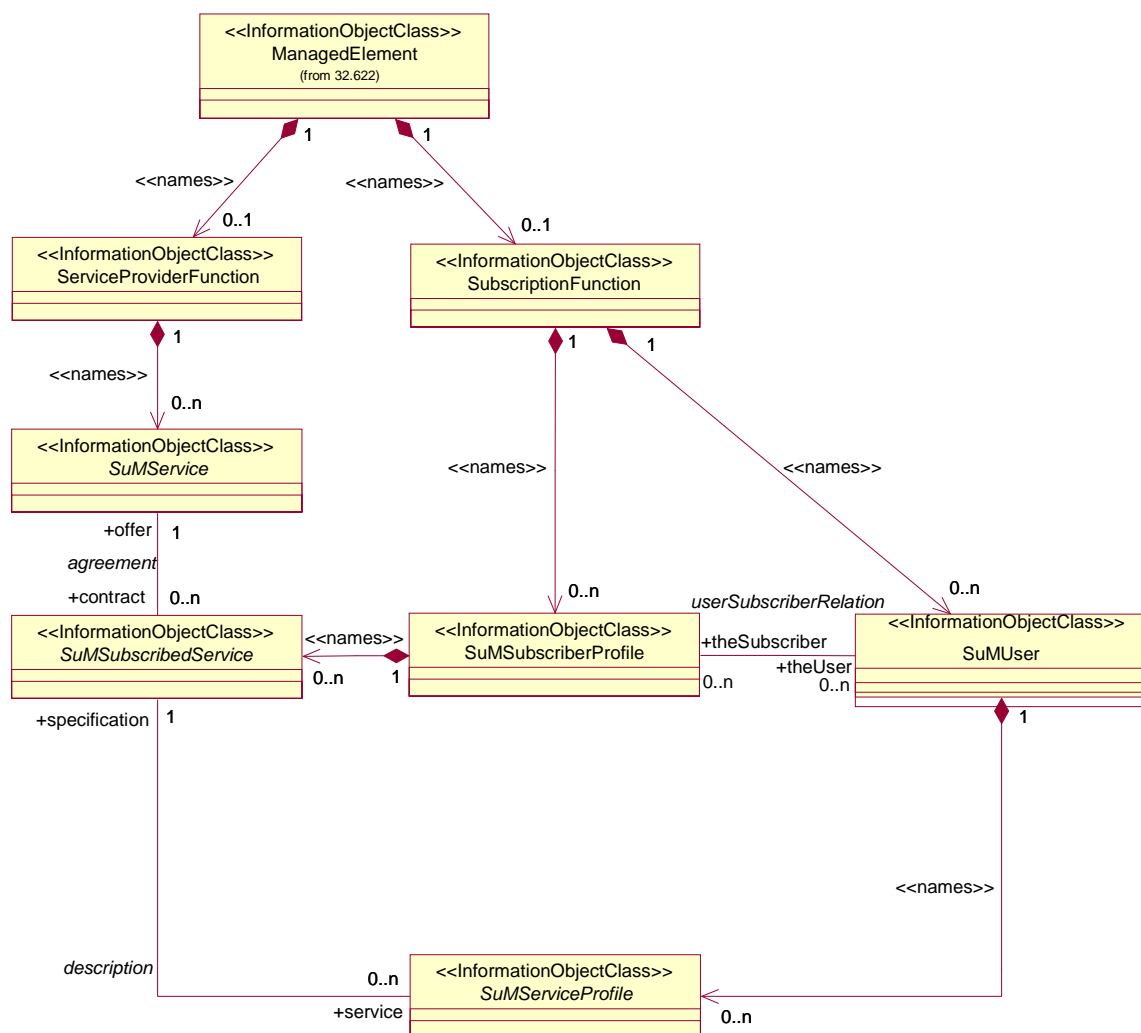 <<InformationObjectClass>>
ManagedElement
(from 32.622)
1
1
<<names>>
<<names>>
0..1
0..1
<<InformationObjectClass>>
ServiceProviderFunction
<<InformationObjectClass>>
SubscriptionFunction
1
1
1
<<names>>
0..n
<<InformationObjectClass>>
SuMService
<<names>>
<<names>>
+offer
1
agreement
+contract
0..n
0..n
0..n
userSubscriberRelation
<<InformationObjectClass>>
SuMSubscribedService
<<names>>
0..n
1
<<InformationObjectClass>>
SuMSubscriberProfile
+theSubscriber
0..n
+theUser
0..n
<<InformationObjectClass>>
SuMUser
+specification
1
1
<<names>>
description
0..n
+service
<<InformationObjectClass>>
SuMServiceProfile
0..n